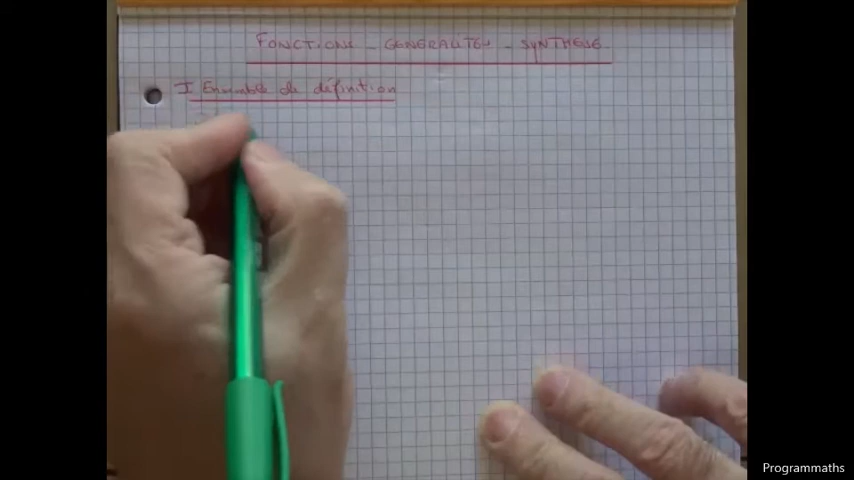 FONCTIONS - GENERALITES - SYNTHESE
I Ensemble de définition
Programmaths